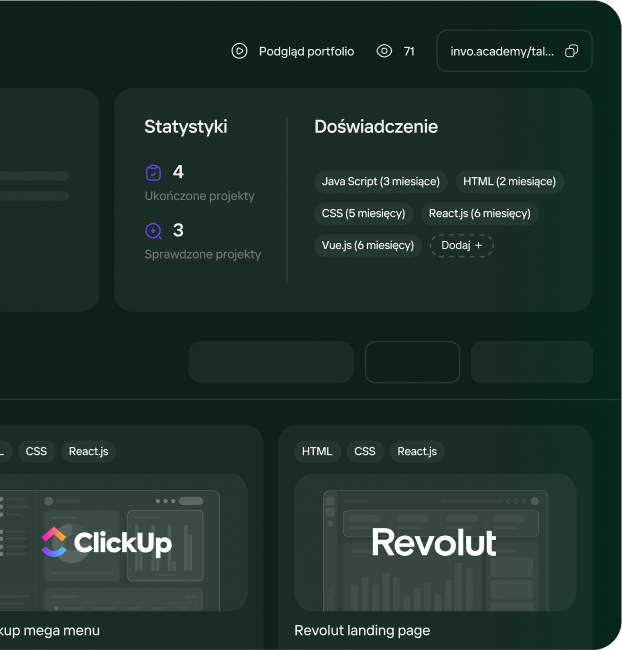 Podgląd portfolio 71 invo.academy/tal...
Statystyki
4
Ukończone projekty
3
Sprawdzone projekty
Doświadczenie
Java Script (3 miesiące) HTML (2 miesiące)
CSS (5 miesięcy) React.js (6 miesięcy)
Vue.js (6 miesięcy) Dodaj +
CSS React.js
ClickUp
kup mega menu
HTML CSS React.js
Revolut
Revolut landing page